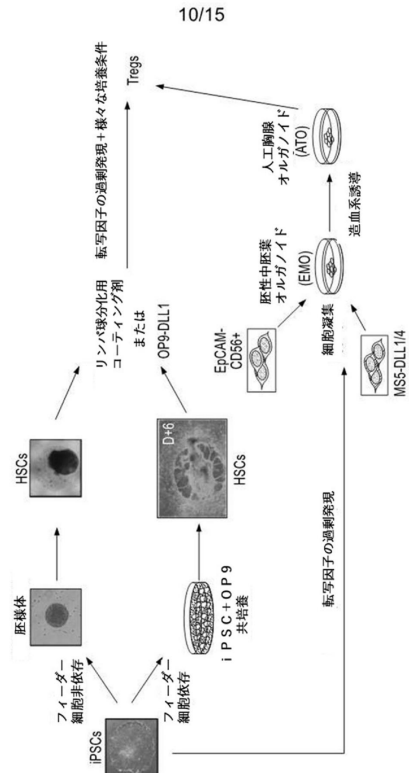 10/15
iPSCs
フィーダー
細胞非依存
胚様体
HSCs
リンパ球分化用
コーティング剤
または
OP9-DLL1
転写因子の過剰発現+様々な培養条件
Tregs
フィーダー
細胞依存
iPSC+OP9
共培養
D+6
HSCs
転写因子の過剰発現
EpCAM-
CD56+
細胞凝集
MS5-DLL1/4
胚性中胚葉
オルガノイド
(EMO)
造血系誘導
人工胸腺
オルガノイド
(ATO)